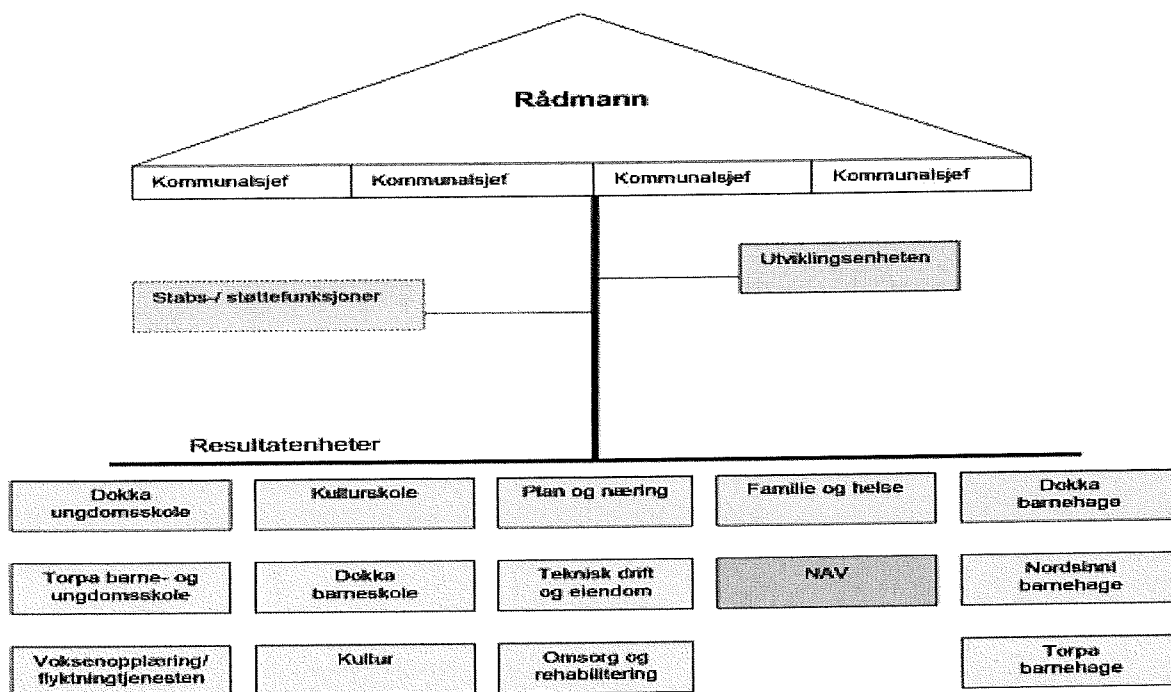 Rådmann
Kommunalsjef
Kommunalsjef
Kommunalsjef
Kommunalsjef
Utviklingsenheten
Stabs-/ støttefunksjoner
Resultatenheter
Dokka
ungdomsskole
Kulturskole
Plan og næring
Familie og helse
Dokka
barnehage
Torpa barne- og
ungdomsskole
Dokka
barneskole
Teknisk drift
og eiendom
NAV
Nordsinni
barnehage
Voksenopplæring/
flyktningtjenesten
Kultur
Omsorg og
rehabilitering
Torpa
barnehage